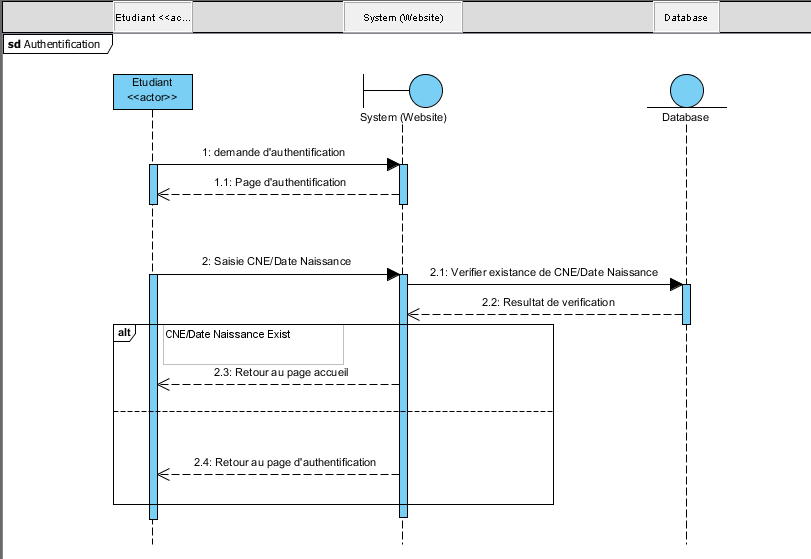 Etudiant <<ac...
System (Website)
Database
sd Authentification
Etudiant
<<actor>>
System (Website)
Database
1: demande d'authentification
1.1: Page d'authentification
2: Saisie CNE/Date Naissance
2.1: Verifier existance de CNE/Date Naissance
2.2: Resultat de verification
alt
CNE/Date Naissance Exist
2.3: Retour au page accueil
2.4: Retour au page d'authentification